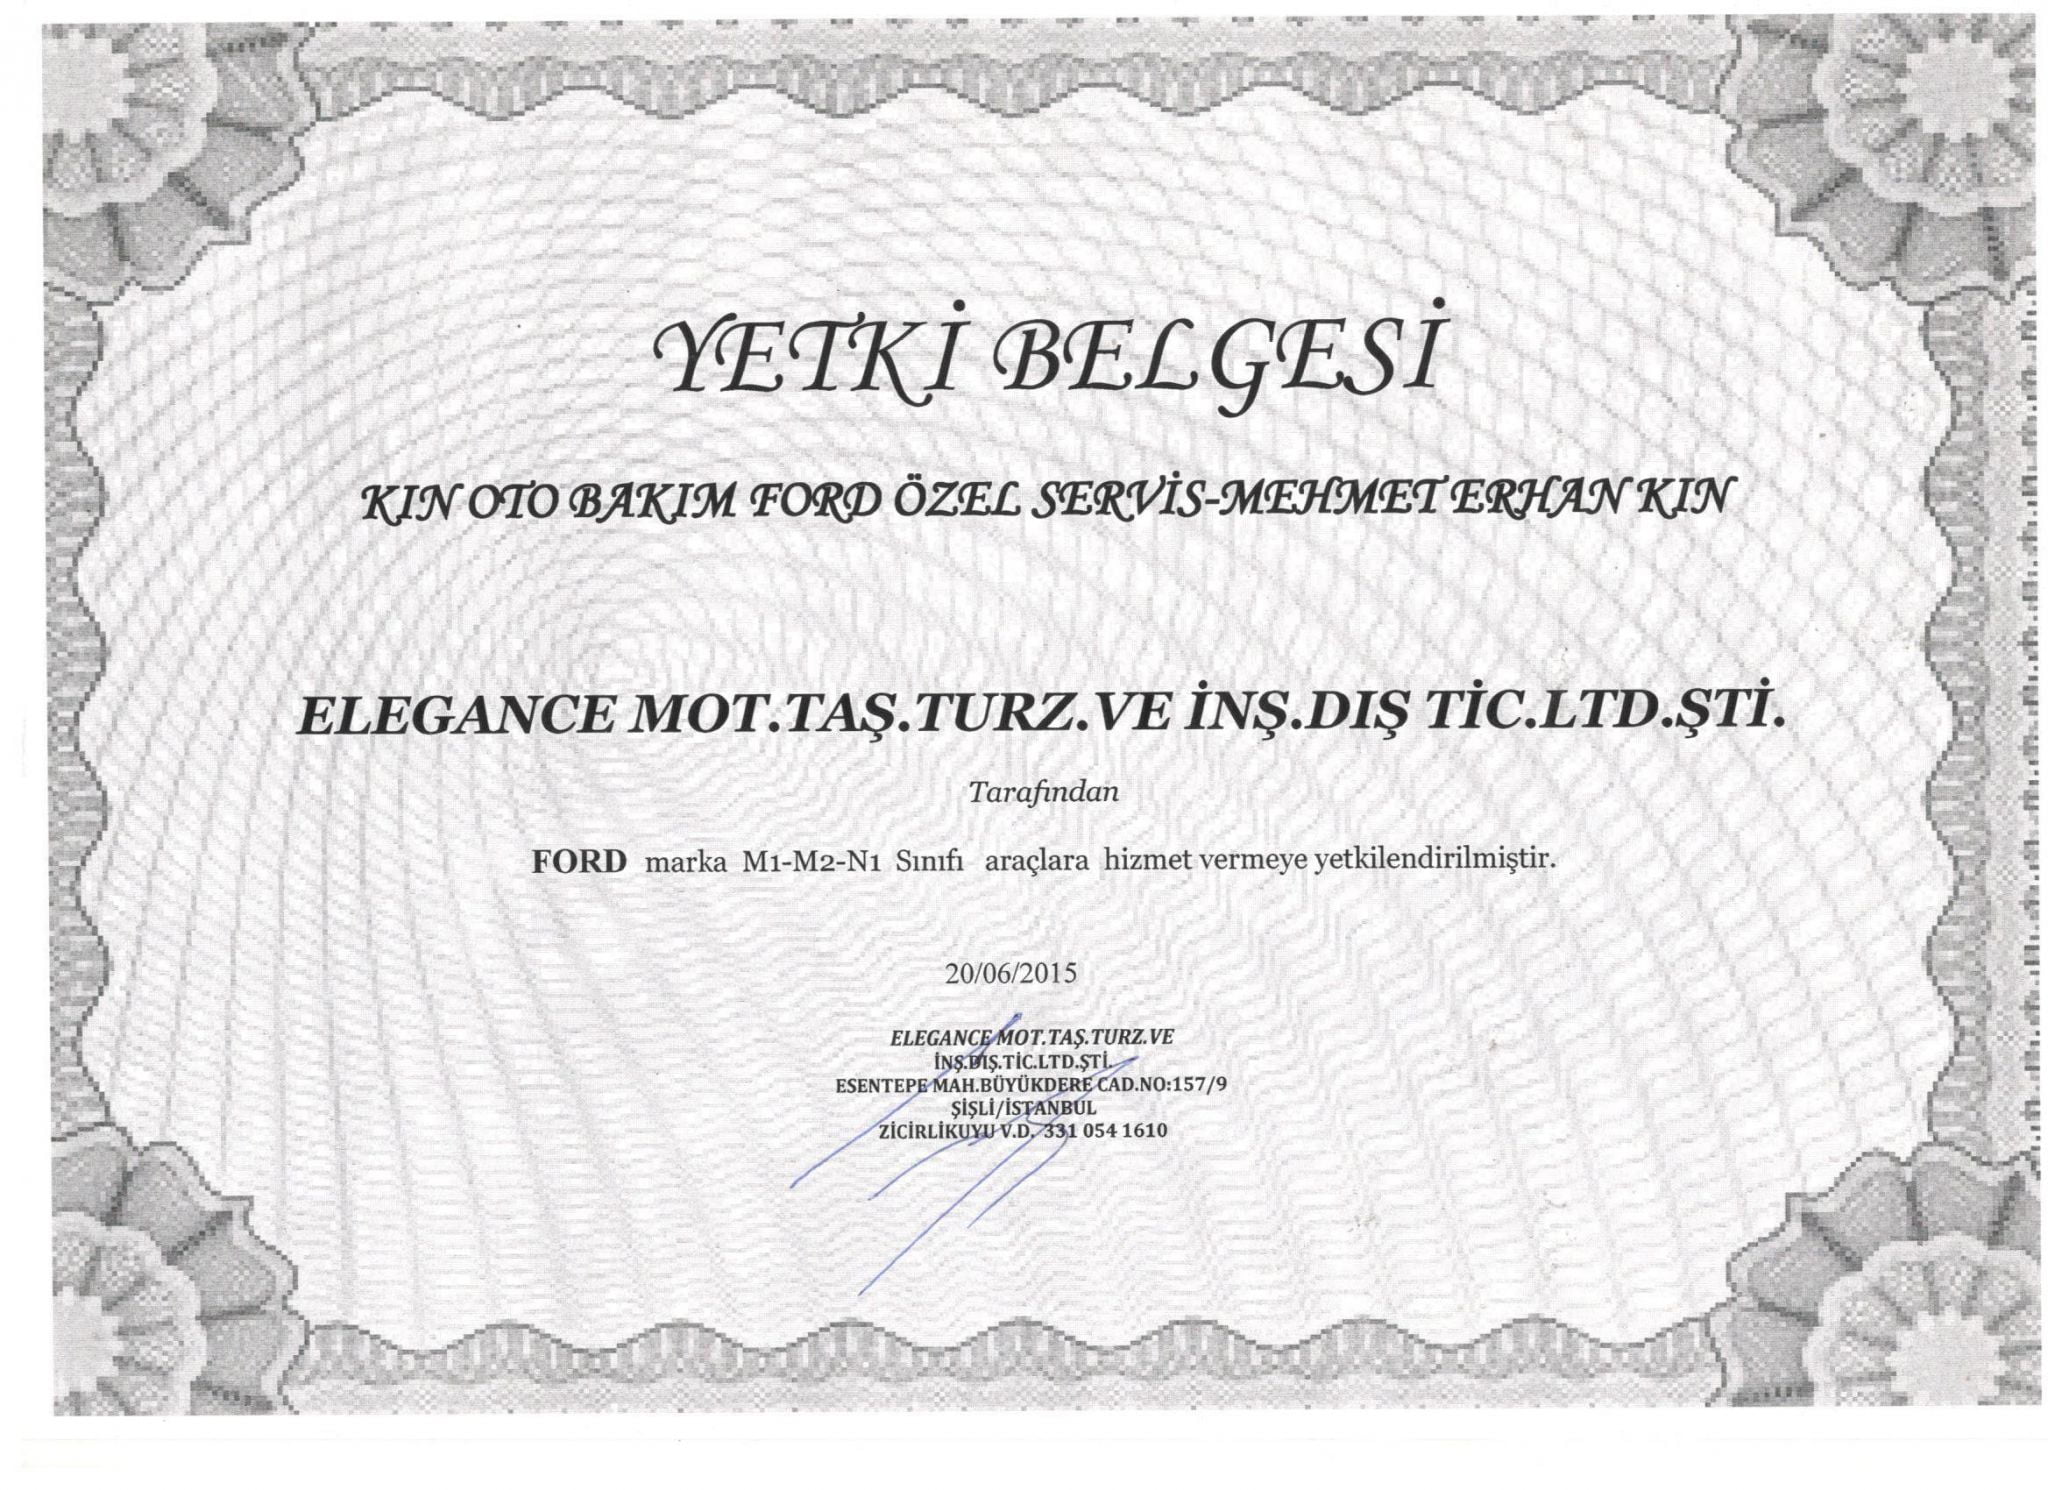 YETKİ BELGESİ
KIN OTO BAKIM FORD ÖZEL SERVİS-MEHMET ERHAN KIN
ELEGANCE MOT.TAŞ.TURZ.VE İNŞ.DIŞ TİC.LTD.ŞTİ.
Tarafından
FORD marka M1-M2-N1 Sınıfı araçlara hizmet vermeye yetkilendirilmiştir.
20/06/2015
ELEGANCE MOT.TAŞ.TURZ.VE
İNŞ.DIŞ.TİC.LTD.ŞTİ.
ESENTEPE MAH.BÜYÜKDERE CAD.NO:157/9
ŞİŞLİ/İSTANBUL
ZİCİRLİKUYU V.D. 331 054 1610